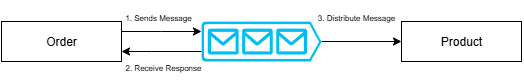 1. Sends Message
3. Distribute Message
Order
Product
2. Receive Response